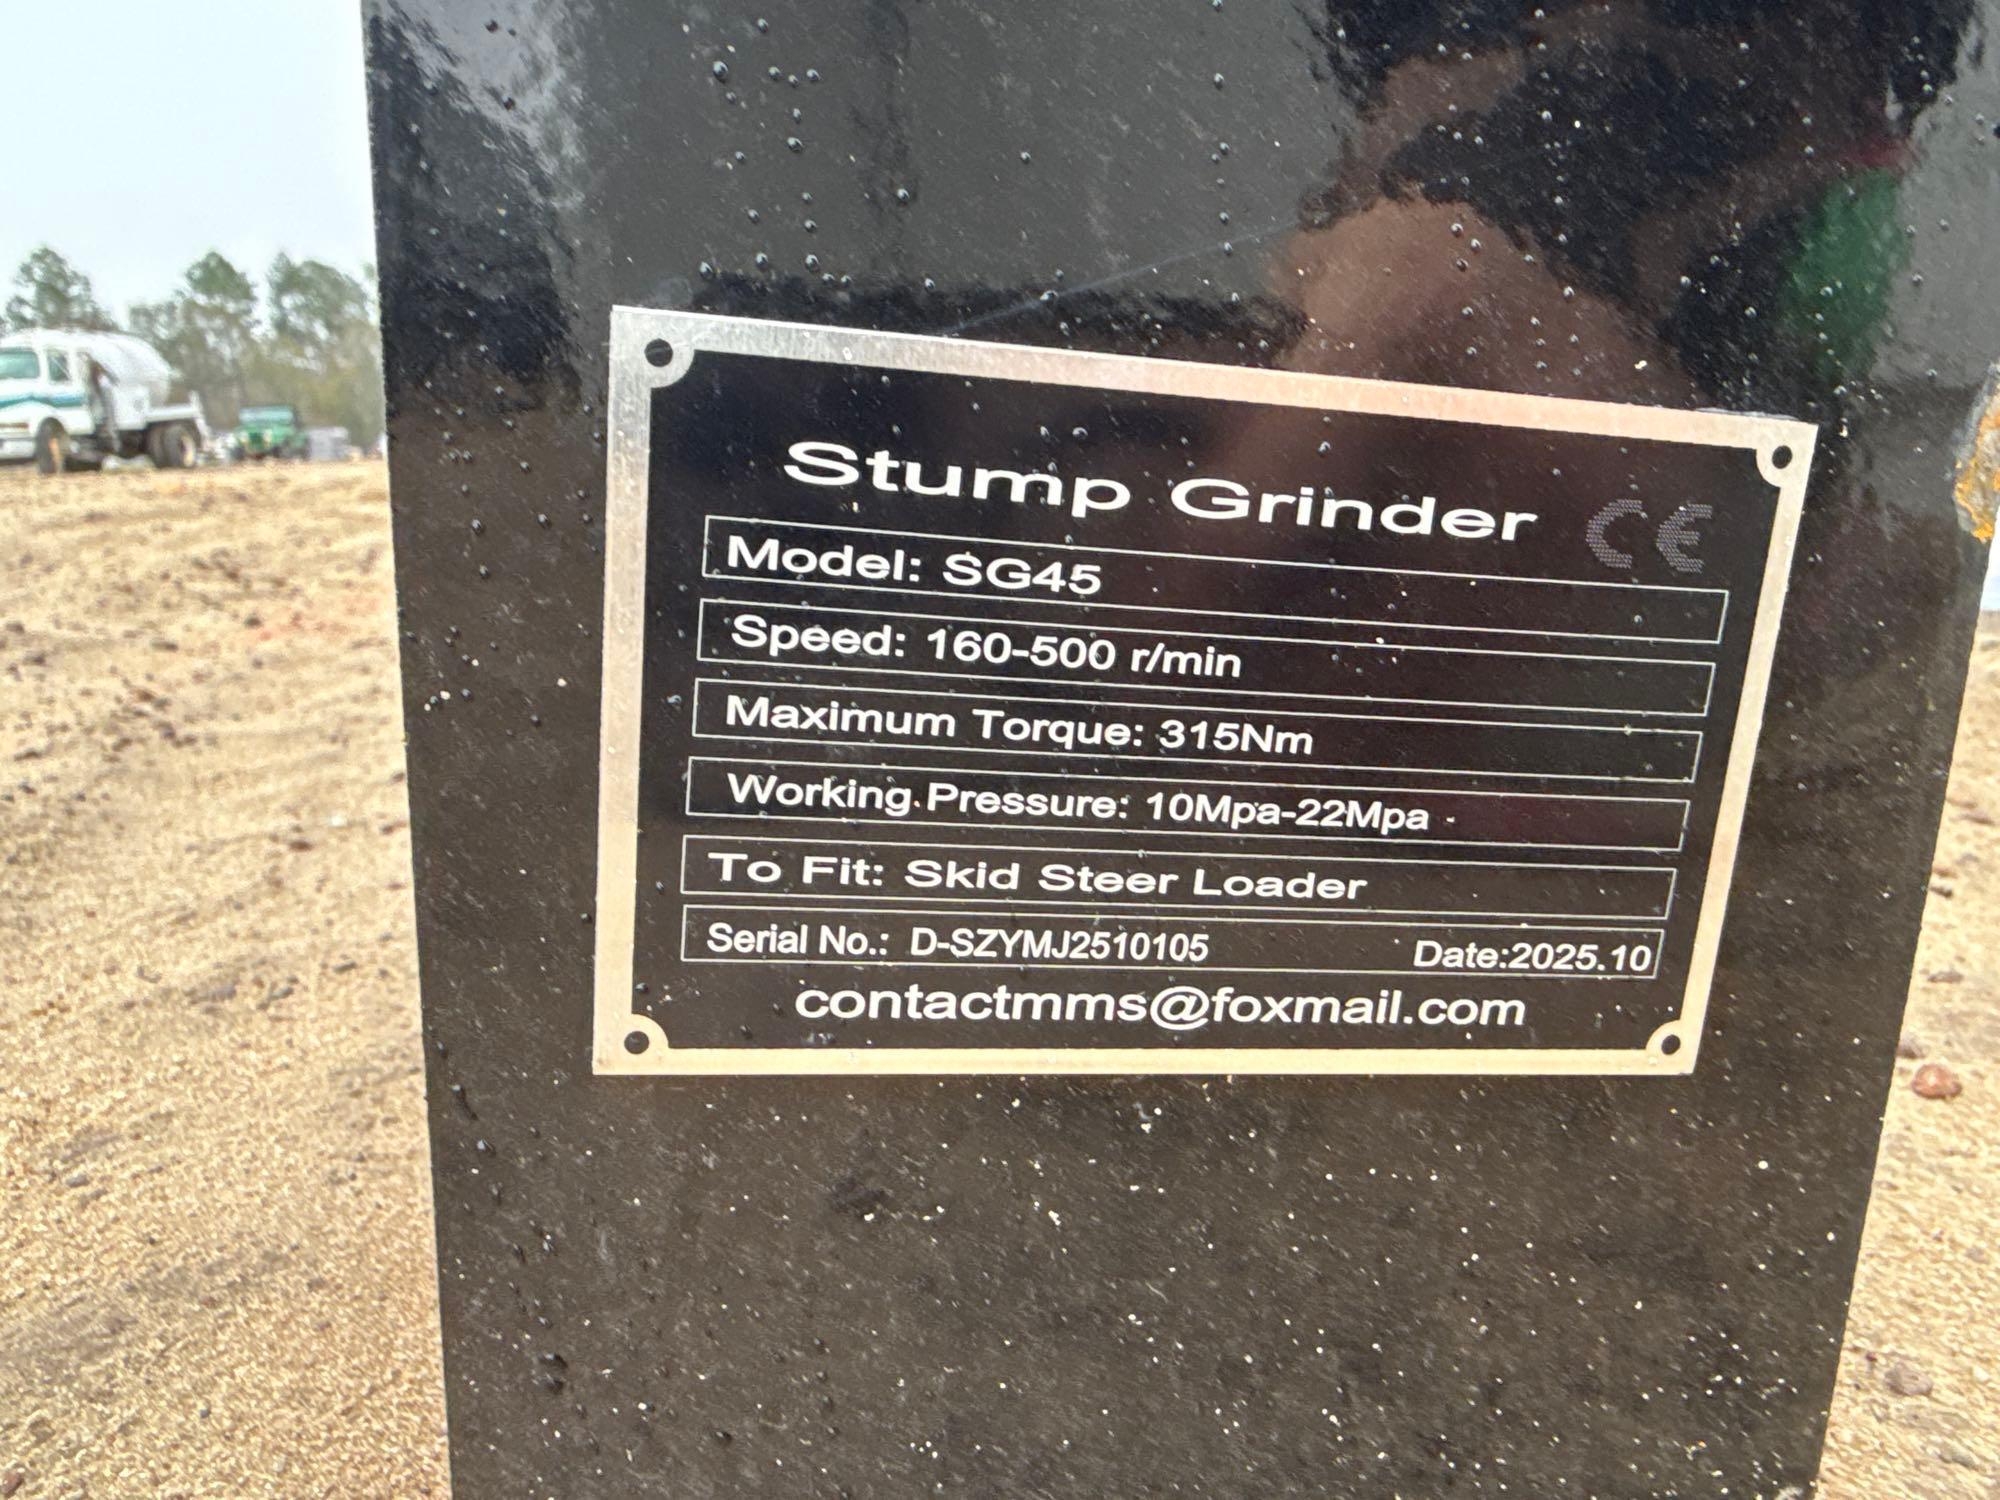 Stump Grinder CE
Model: SG45
Speed: 160-500 r/min
Maximum Torque: 315Nm
Working Pressure: 10Mpa-22Mpa
To Fit: Skid Steer Loader
Serial No.: D-SZYMJ2510105 Date:2025.10
contactmms@foxmail.com